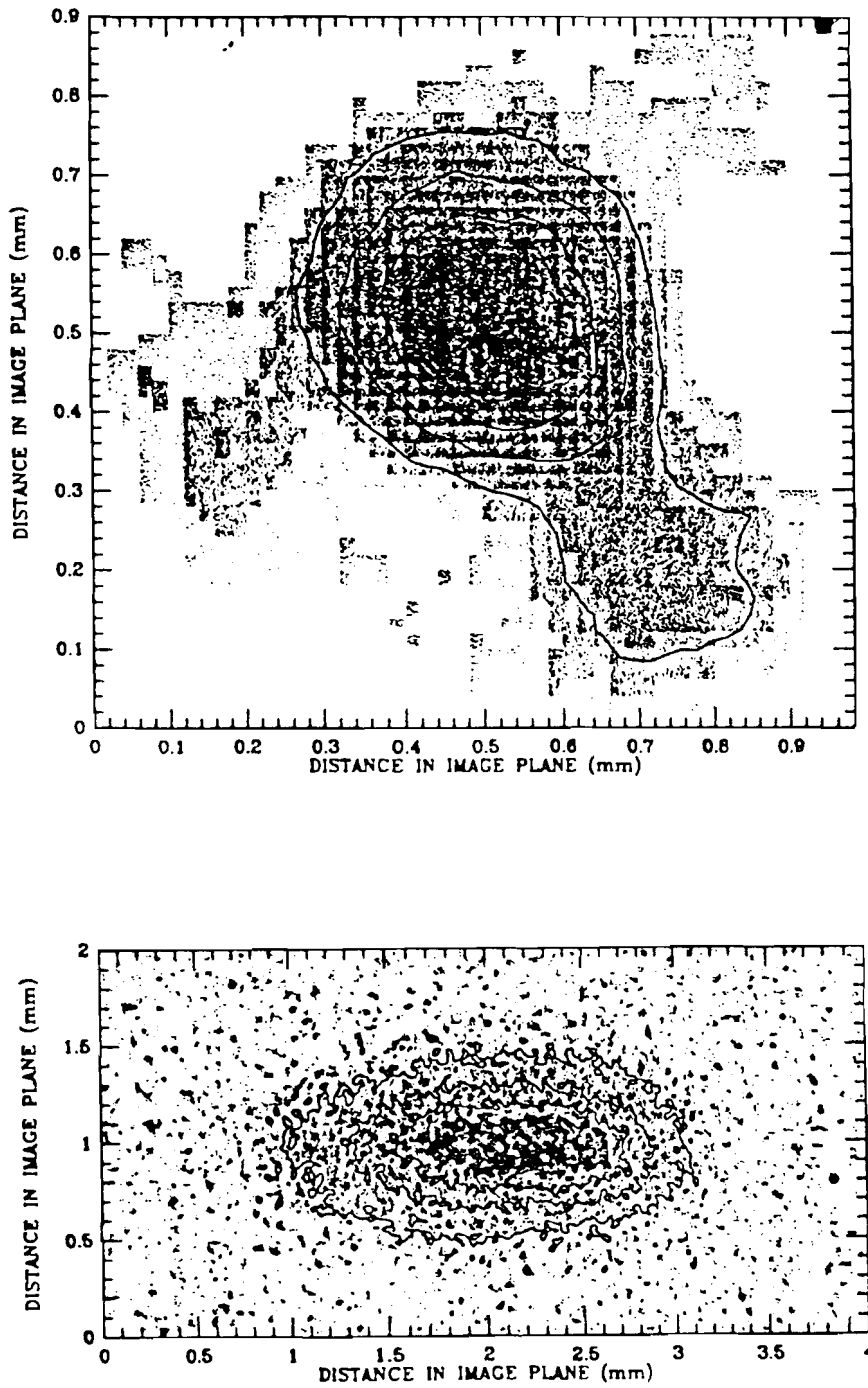 0.9
0.8
0.7
0.6
0.5
0.4
0.3
0.2
0.1
0
DISTANCE IN IMAGE PLANE (mm)
0 0.1 0.2 0.3 0.4 0.5 0.6 0.7 0.8 0.9
DISTANCE IN IMAGE PLANE (mm)
2
1.5
1
0.5
0
DISTANCE IN IMAGE PLANE (mm)
0 0.5 1 1.5 2 2.5 3 3.5 4
DISTANCE IN IMAGE PLANE (mm)